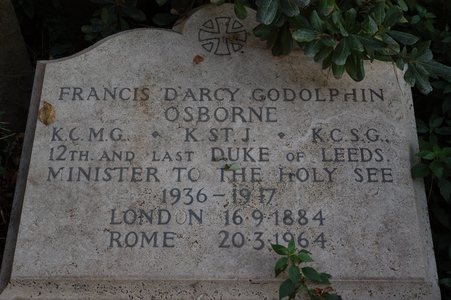 FRANCIS D'ARCY GODOLPHIN
OSBORNE
K.C.M.G. • K.ST.J. • K.C.S.G.,
12TH. AND LAST DUKE OF LEEDS.
MINISTER TO THE HOLY SEE
1936-1947
LONDON 16.9.1884
ROME 20.3.1964